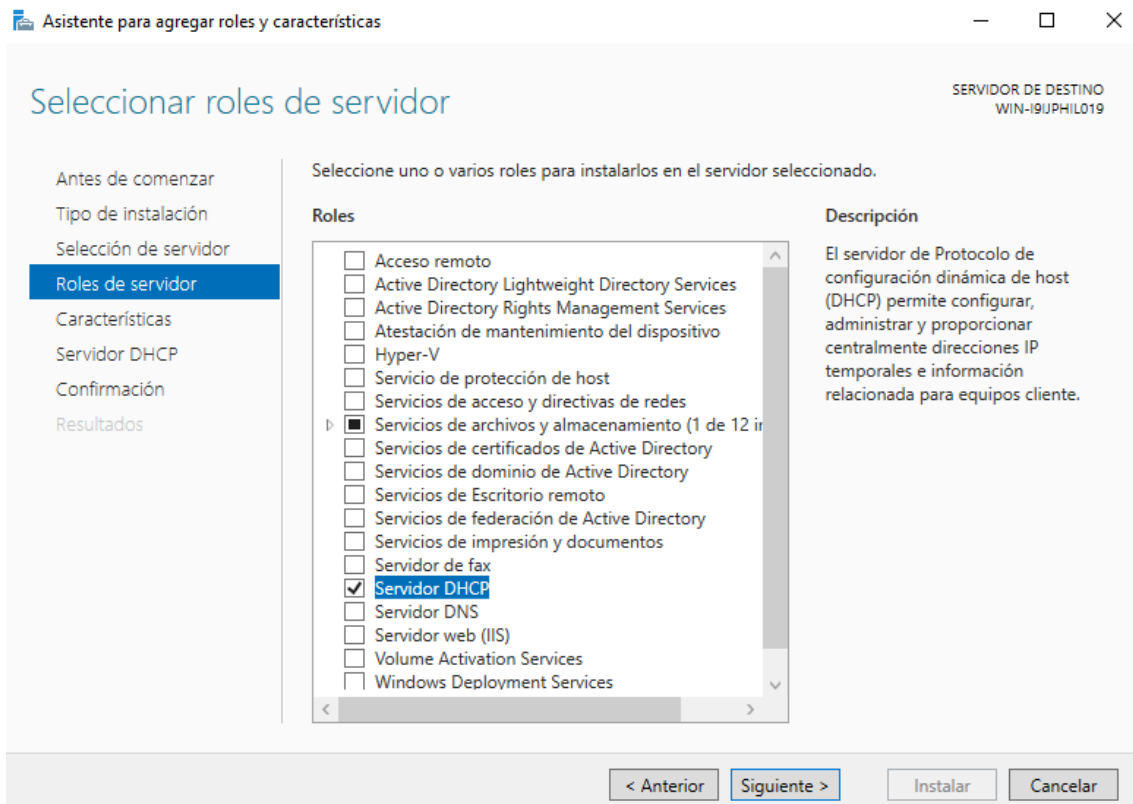 Asistente para agregar roles y características
Seleccionar roles de servidor
SERVIDOR DE DESTINO
WIN-I9IJPHIL019
Antes de comenzar
Tipo de instalación
Selección de servidor
Roles de servidor
Características
Servidor DHCP
Confirmación
Resultados
Seleccione uno o varios roles para instalarlos en el servidor seleccionado.
Roles
Acceso remoto
Active Directory Lightweight Directory Services
Active Directory Rights Management Services
Atestación de mantenimiento del dispositivo
Hyper-V
Servicio de protección de host
Servicios de acceso y directivas de redes
Servicios de archivos y almacenamiento (1 de 12 ir
Servicios de certificados de Active Directory
Servicios de dominio de Active Directory
Servicios de Escritorio remoto
Servicios de federación de Active Directory
Servicios de impresión y documentos
Servidor de fax
Servidor DHCP
Servidor DNS
Servidor web (IIS)
Volume Activation Services
Windows Deployment Services
Descripción
El servidor de Protocolo de
configuración dinámica de host
(DHCP) permite configurar,
administrar y proporcionar
centralmente direcciones IP
temporales e información
relacionada para equipos cliente.
< Anterior
Siguiente >
Instalar
Cancelar